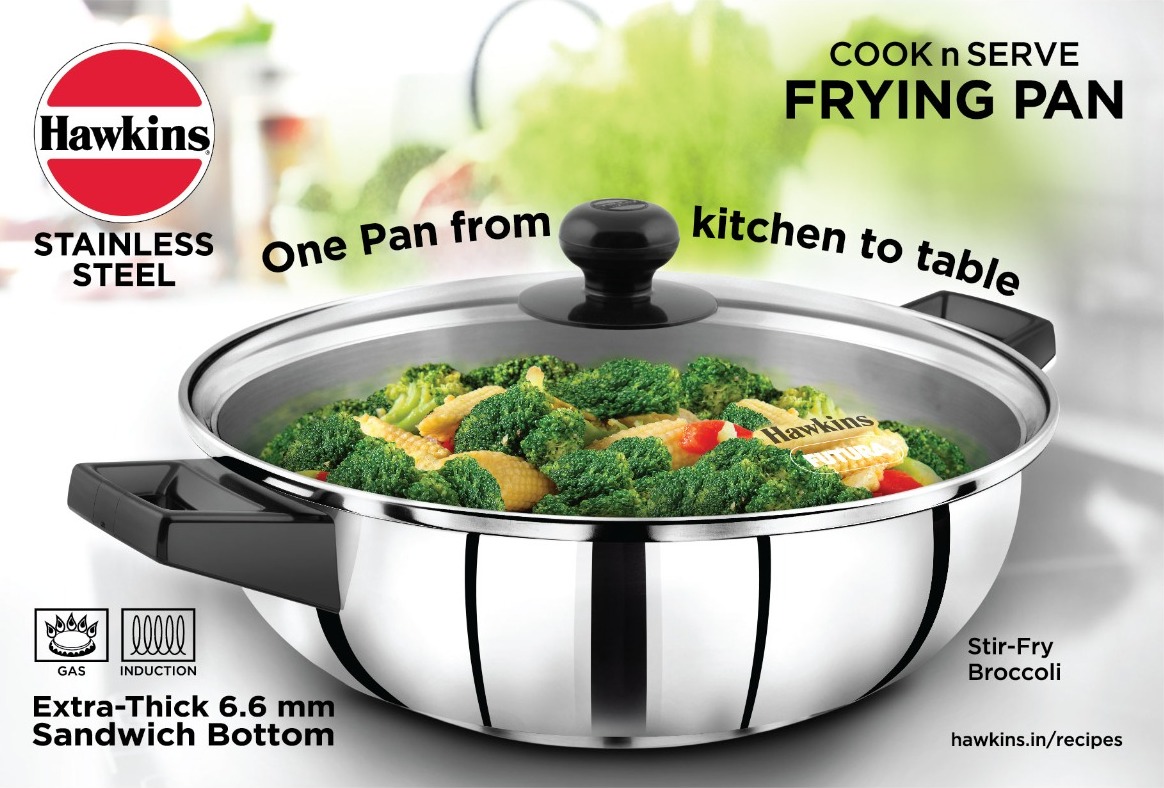 Hawkins
STAINLESS
STEEL
COOK n SERVE
FRYING PAN
One Pan from kitchen to table
Hawkins
FUTURA
GAS
INDUCTION
Extra-Thick 6.6 mm
Sandwich Bottom
Stir-Fry
Broccoli
hawkins.in/recipes